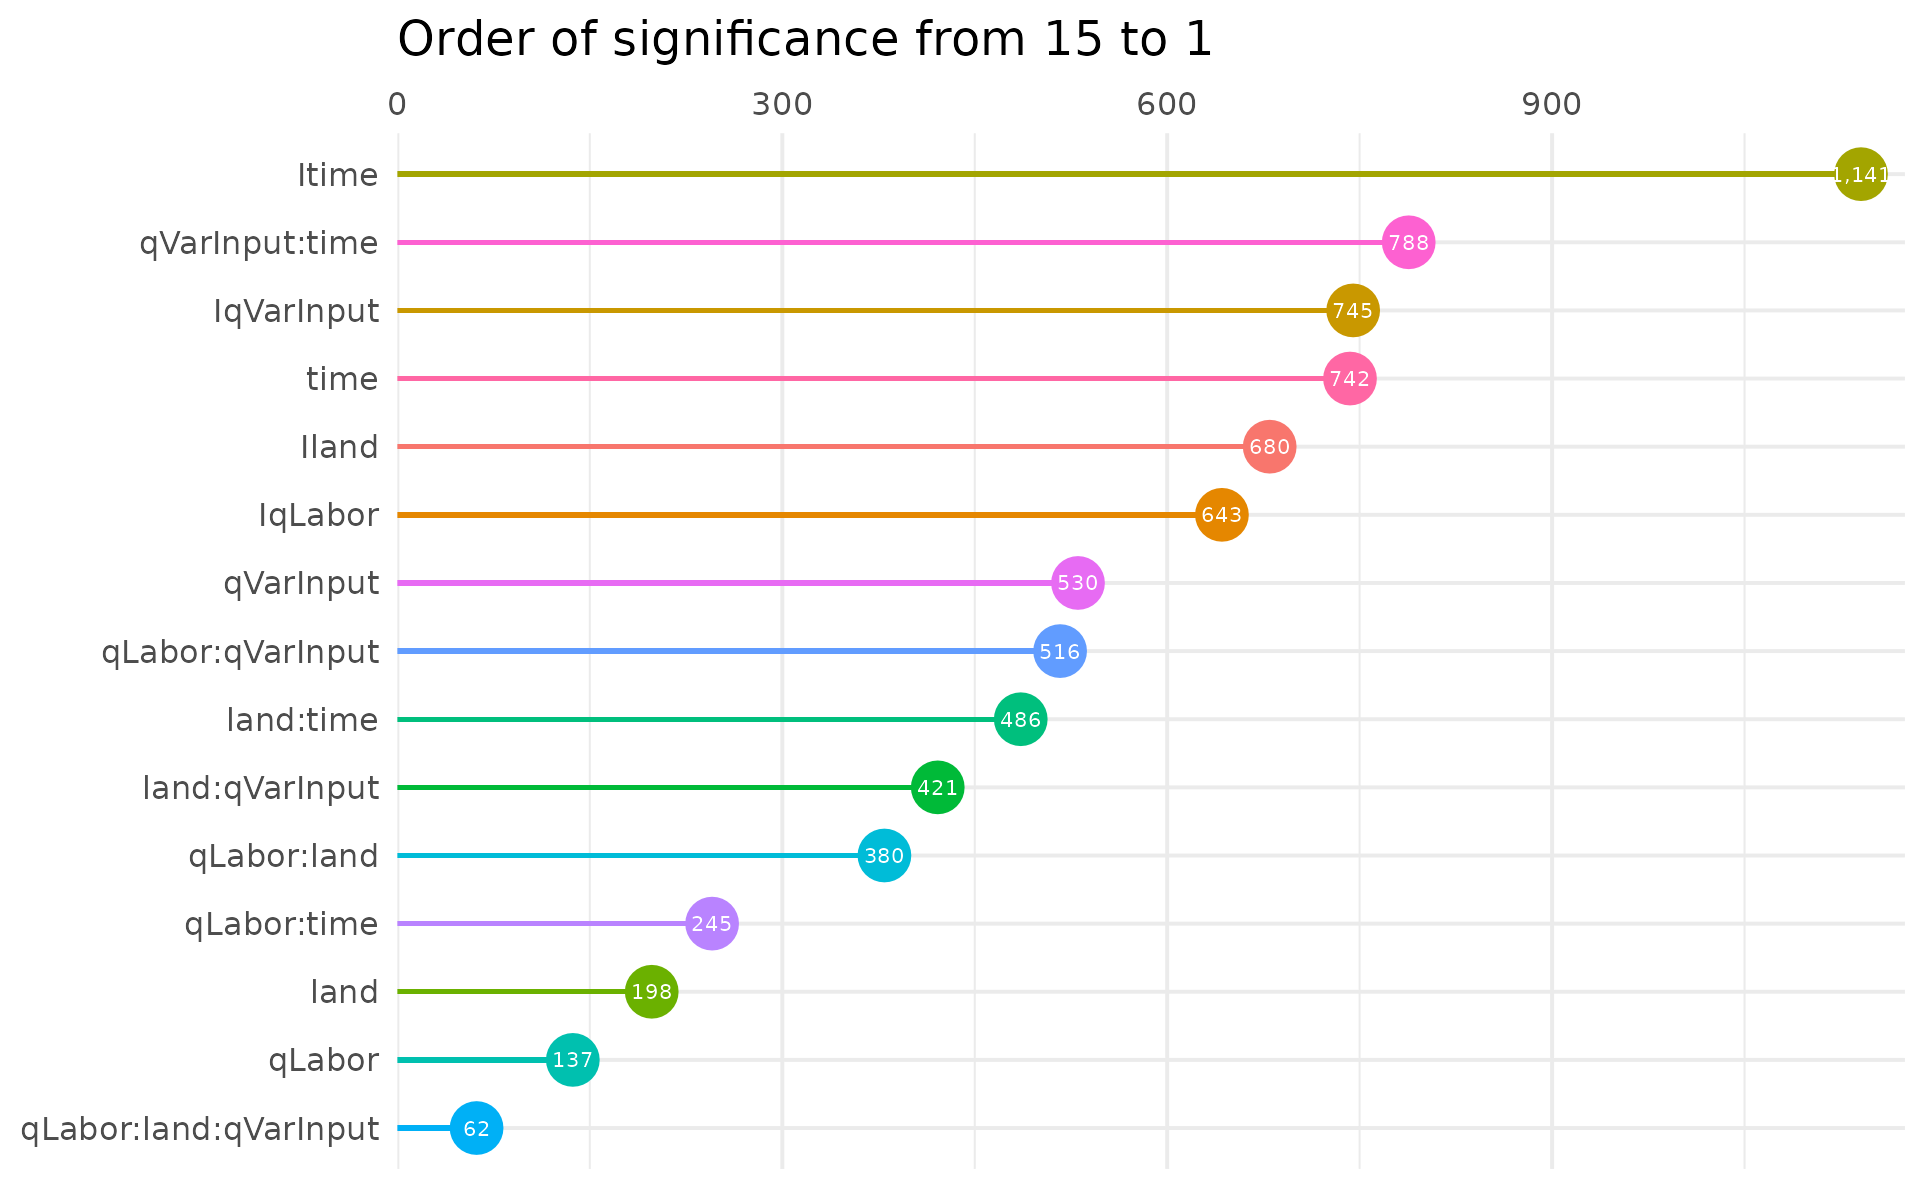 Order of significance from 15 to 1
0 300 600 900
Itime 1,141
qVarInput:time 788
IqVarInput 745
time 742
Iland 680
IqLabor 643
qVarInput 530
qLabor:qVarInput 516
land:time 486
land:qVarInput 421
qLabor:land 380
qLabor:time 245
land 198
qLabor 137
qLabor:land:qVarInput 62